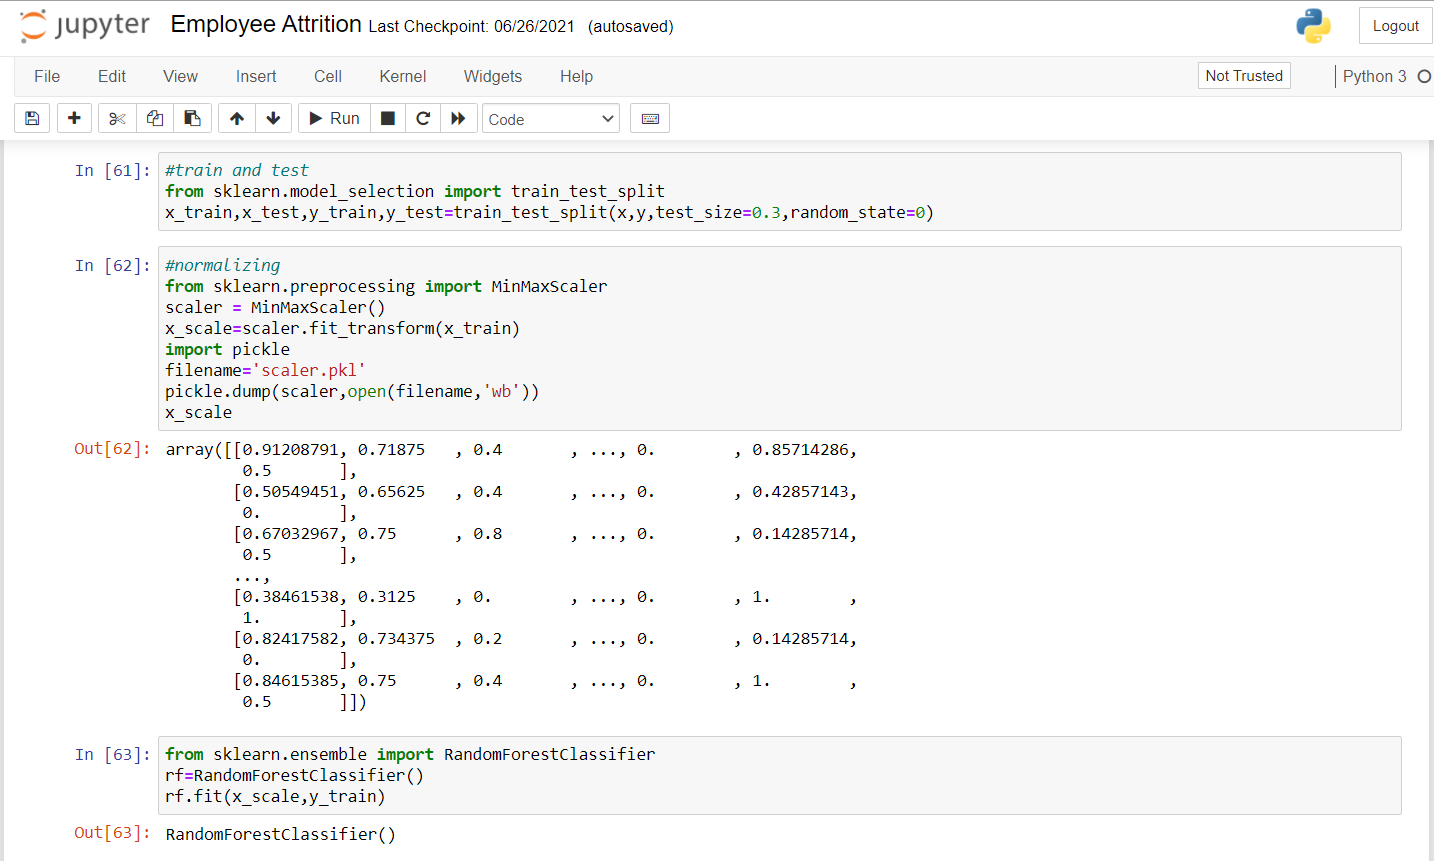 jupyter Employee Attrition Last Checkpoint: 06/26/2021 (autosaved) Logout
File Edit View Insert Cell Kernel Widgets Help Not Trusted Python 3
Run Code
In [61]: #train and test
from sklearn.model_selection import train_test_split
x_train,x_test,y_train,y_test=train_test_split(x,y,test_size=0.3,random_state=0)
In [62]: #normalizing
from sklearn.preprocessing import MinMaxScaler
scaler = MinMaxScaler()
x_scale=scaler.fit_transform(x_train)
import pickle
filename='scaler.pkl'
pickle.dump(scaler,open(filename,'wb'))
x_scale
Out[62]: array([[0.91208791, 0.71875   , 0.4       , ..., 0.        , 0.85714286,
        0.5       ],
       [0.50549451, 0.65625   , 0.4       , ..., 0.        , 0.42857143,
        0.        ],
       [0.67032967, 0.75      , 0.8       , ..., 0.        , 0.14285714,
        0.5       ],
       ...,
       [0.38461538, 0.3125    , 0.        , ..., 0.        , 1.        ,
        1.        ],
       [0.82417582, 0.734375  , 0.2       , ..., 0.        , 0.14285714,
        0.        ],
       [0.84615385, 0.75      , 0.4       , ..., 0.        , 1.        ,
        0.5       ]])
In [63]: from sklearn.ensemble import RandomForestClassifier
rf=RandomForestClassifier()
rf.fit(x_scale,y_train)
Out[63]: RandomForestClassifier()